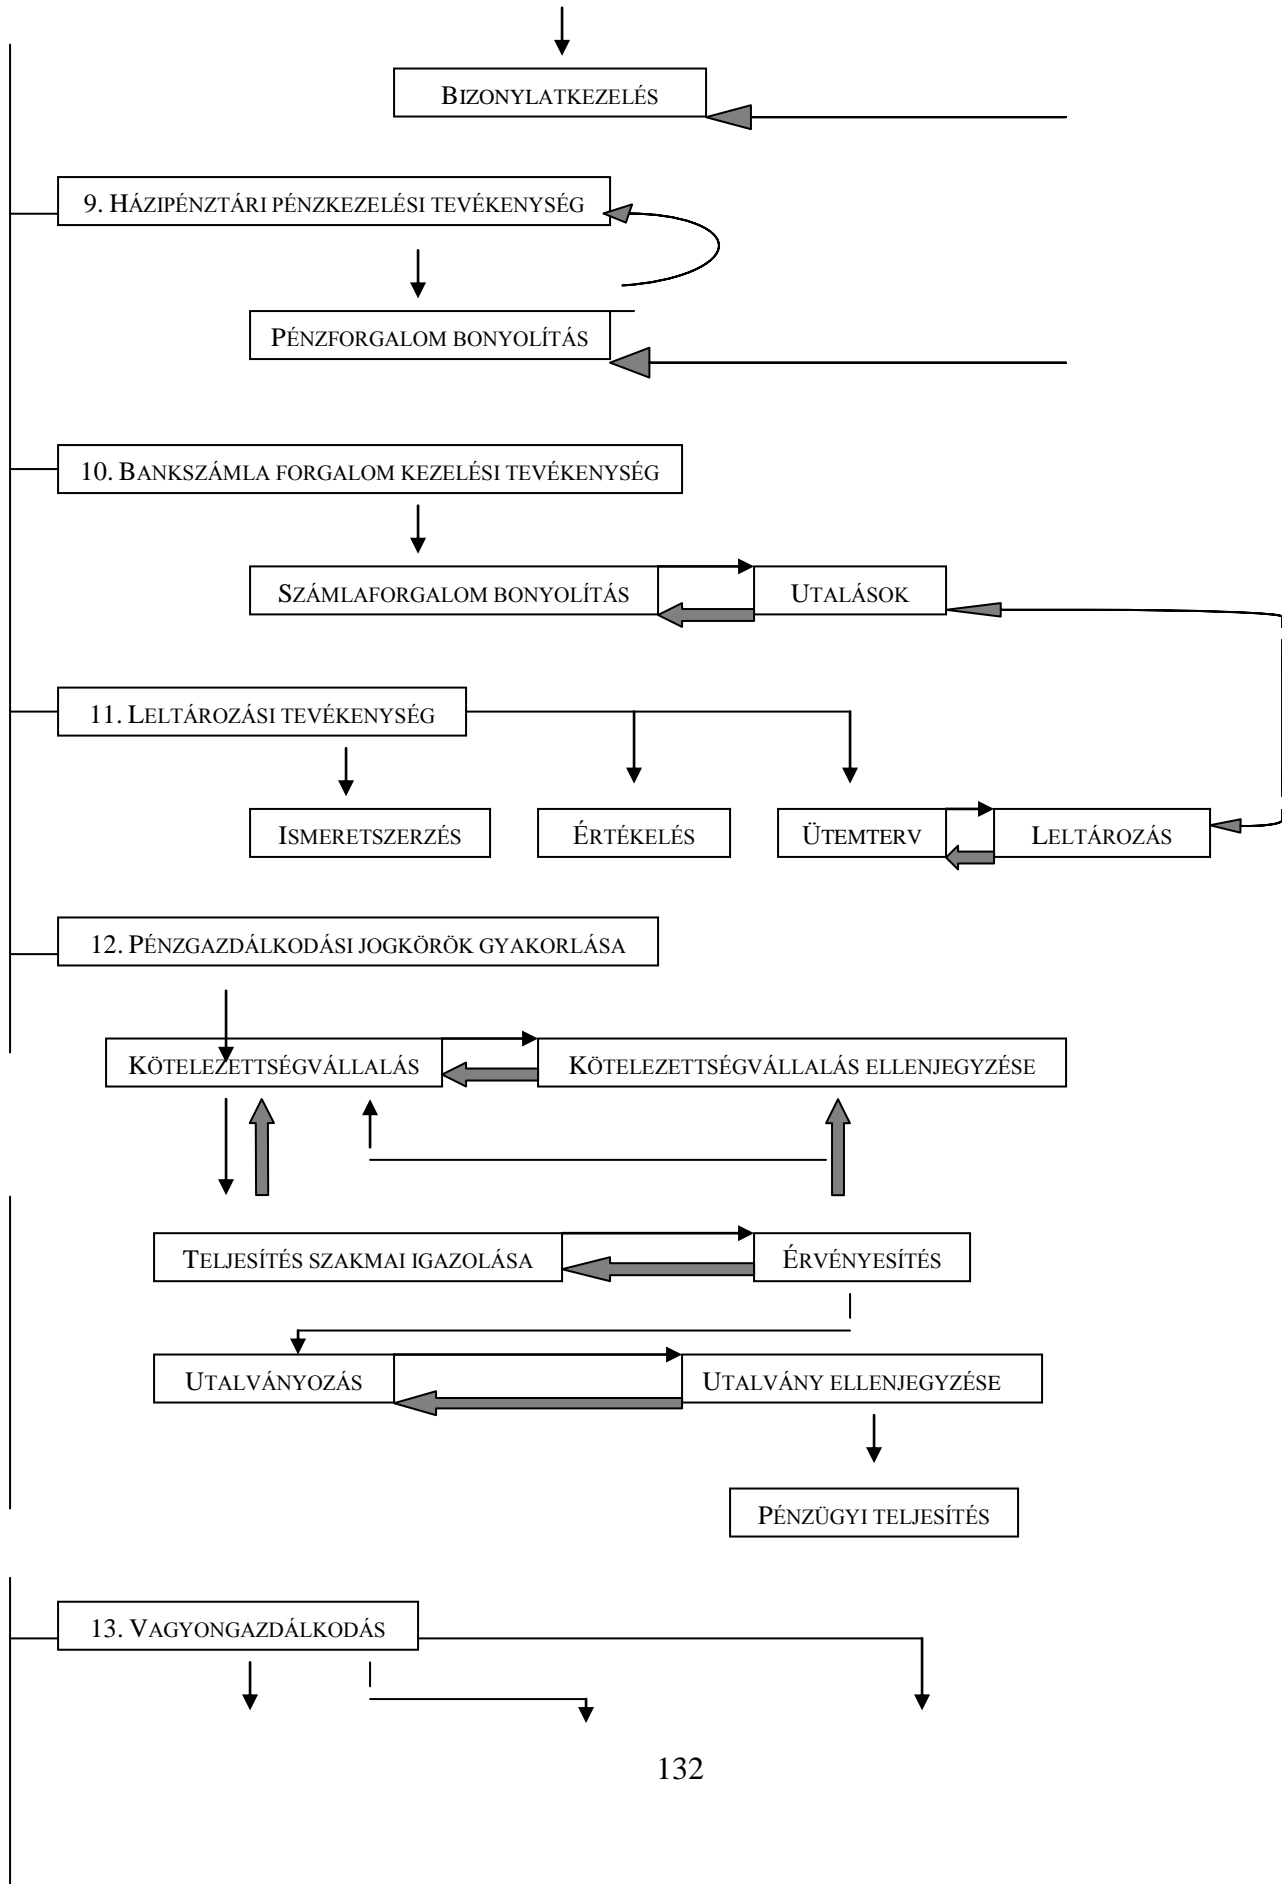 BIZONYLATKEZELÉS
9. HÁZIPÉNZTÁRI PÉNZKEZELÉSI TEVÉKENYSÉG
PÉNZFORGALOM BONYOLÍTÁS
10. BANKSZÁMLA FORGALOM KEZELÉSI TEVÉKENYSÉG
SZÁMLAFORGALOM BONYOLÍTÁS
UTALÁSOK
11. LELTÁROZÁSI TEVÉKENYSÉG
ISMERETSZERZÉS
ÉRTÉKELÉS
ÜTEMTERV
LELTÁROZÁS
12. PÉNZGAZDÁLKODÁSI JOGKÖRÖK GYAKORLÁSA
KÖTELEZETTSÉGVÁLLALÁS
KÖTELEZETTSÉGVÁLLALÁS ELLENJEGYZÉSE
TELJESÍTÉS SZAKMAI IGAZOLÁSA
ÉRVÉNYESÍTÉS
UTALVÁNYOZÁS
UTALVÁNY ELLENJEGYZÉSE
PÉNZÜGYI TELJESÍTÉS
13. VAGYONGAZDÁLKODÁS
132